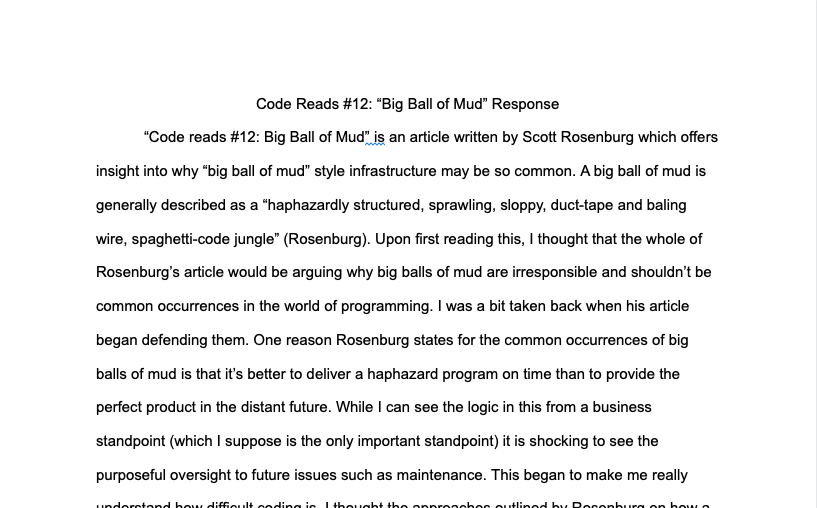 Code Reads #12: “Big Ball of Mud” Response
“Code reads #12: Big Ball of Mud” is an article written by Scott Rosenburg which offers
insight into why “big ball of mud” style infrastructure may be so common. A big ball of mud is
generally described as a “haphazardly structured, sprawling, sloppy, duct-tape and baling
wire, spaghetti-code jungle” (Rosenburg). Upon first reading this, I thought that the whole of
Rosenburg’s article would be arguing why big balls of mud are irresponsible and shouldn’t be
common occurrences in the world of programming. I was a bit taken back when his article
began defending them. One reason Rosenburg states for the common occurrences of big
balls of mud is that it’s better to deliver a haphazard program on time than to provide the
perfect product in the distant future. While I can see the logic in this from a business
standpoint (which I suppose is the only important standpoint) it is shocking to see the
purposeful oversight to future issues such as maintenance. This began to make me really
understand how difficult coding is. I thought the approaches outlined by Rosenburg on how a